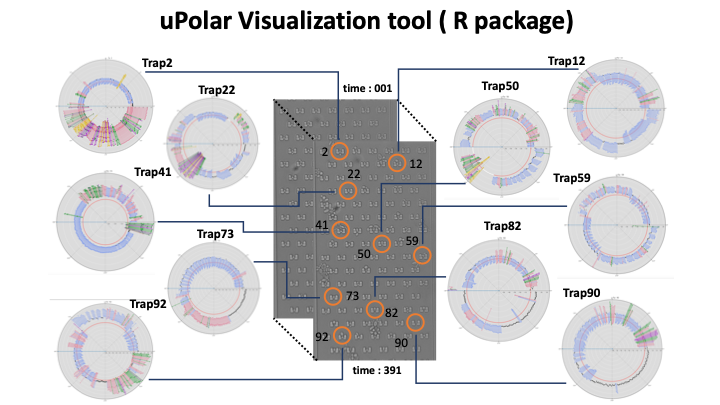 uPolar Visualization tool ( R package)
Trap2
Trap12
Trap22
time : 001
Trap50
2
12
22
Trap41
Trap59
41
59
Trap73
50
Trap82
73
Trap92
82
Trap90
92
90
time : 391